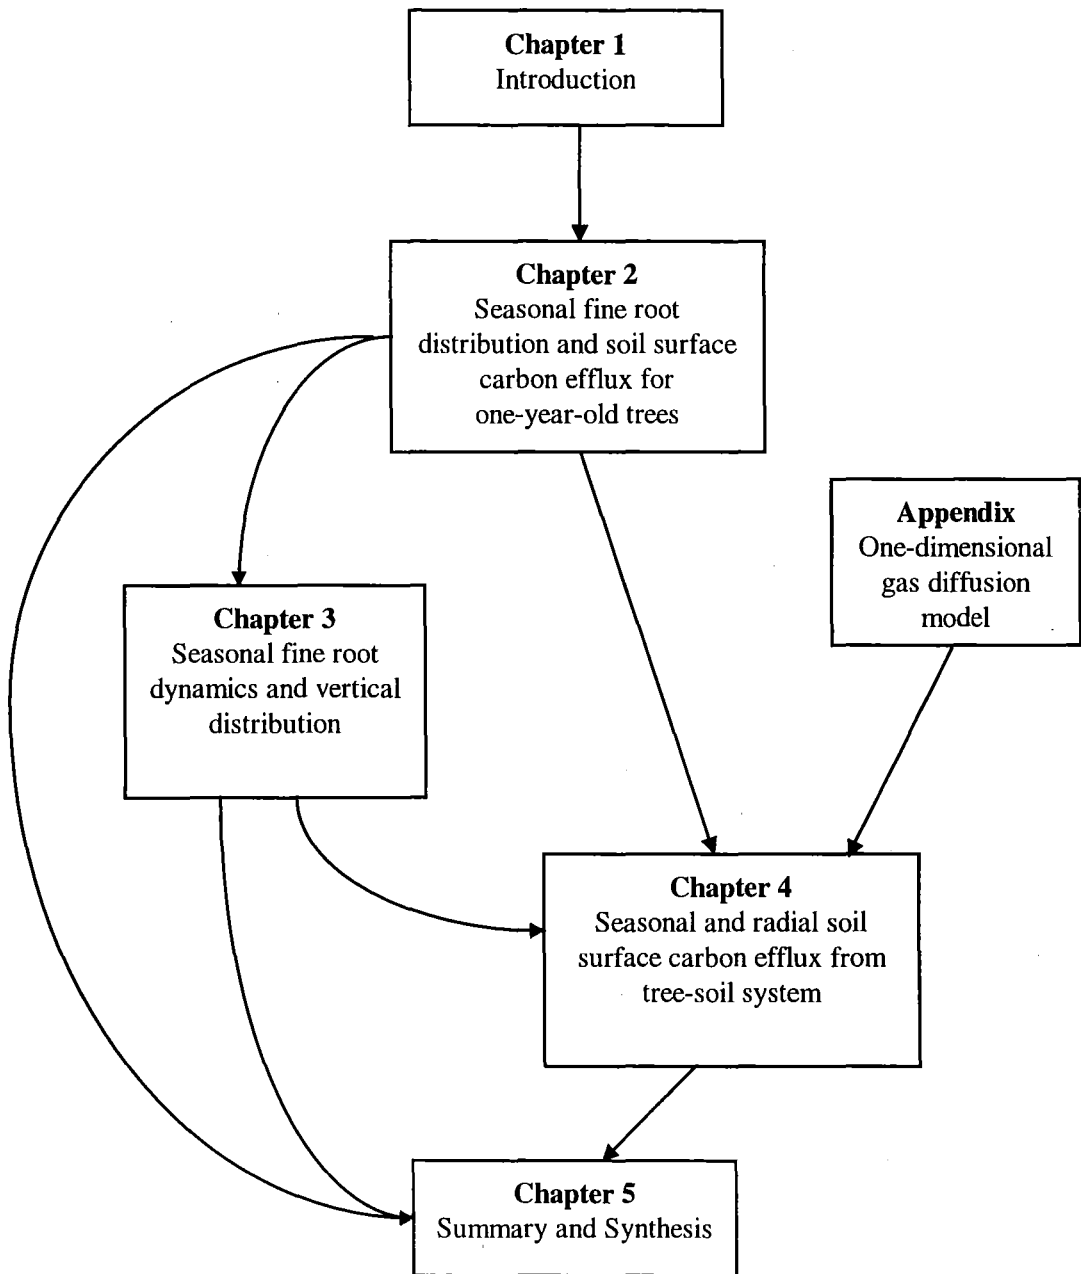 Chapter 1
Introduction
Chapter 2
Seasonal fine root
distribution and soil surface
carbon efflux for
one-year-old trees
Appendix
One-dimensional
gas diffusion
model
Chapter 3
Seasonal fine root
dynamics and vertical
distribution
Chapter 4
Seasonal and radial soil
surface carbon efflux from
tree-soil system
Chapter 5
Summary and Synthesis